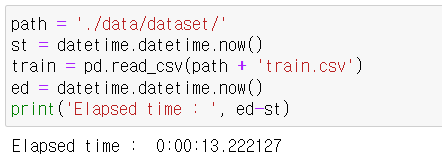 path = './data/dataset/'
st = datetime.datetime.now()
train = pd.read_csv(path + 'train.csv')
ed = datetime.datetime.now()
print('Elapsed time : ', ed-st)
Elapsed time :  0:00:13.222127